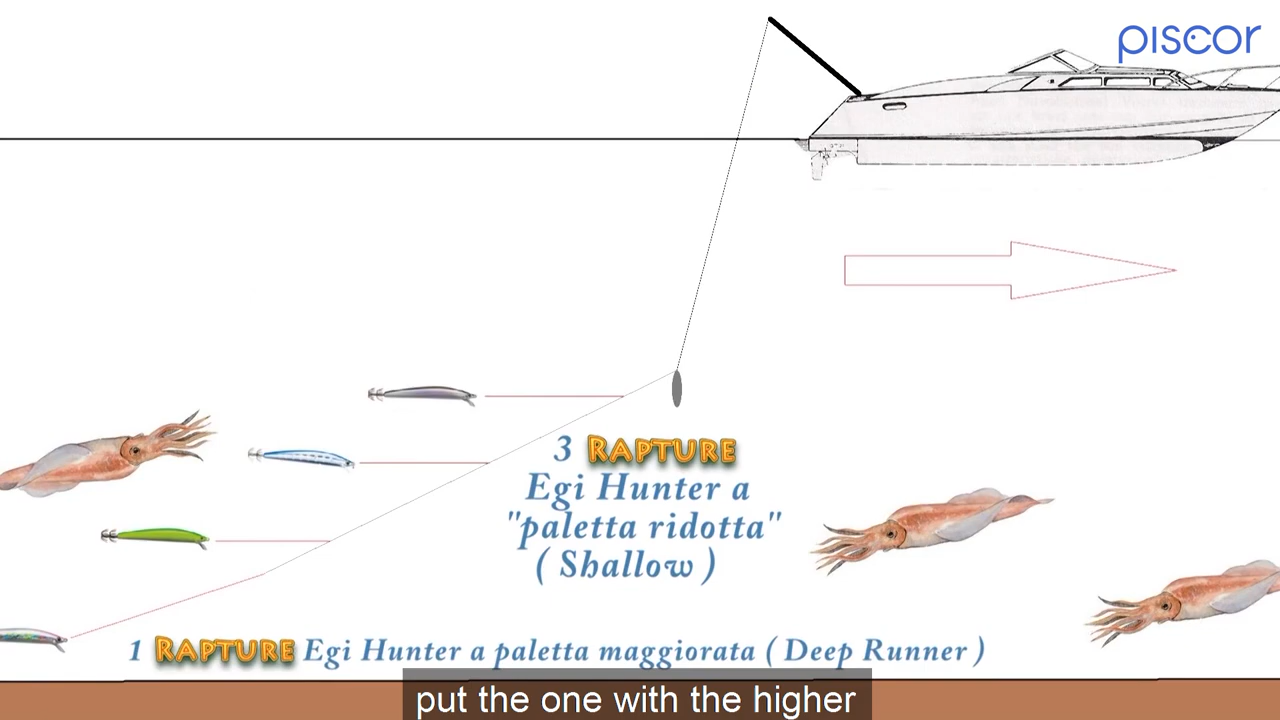 piscor
3 RAPTURE
Egi Hunter a
"paletta ridotta"
( Shallow )
1 RAPTURE Egi Hunter a paletta maggiorata ( Deep Runner )
put the one with the higher